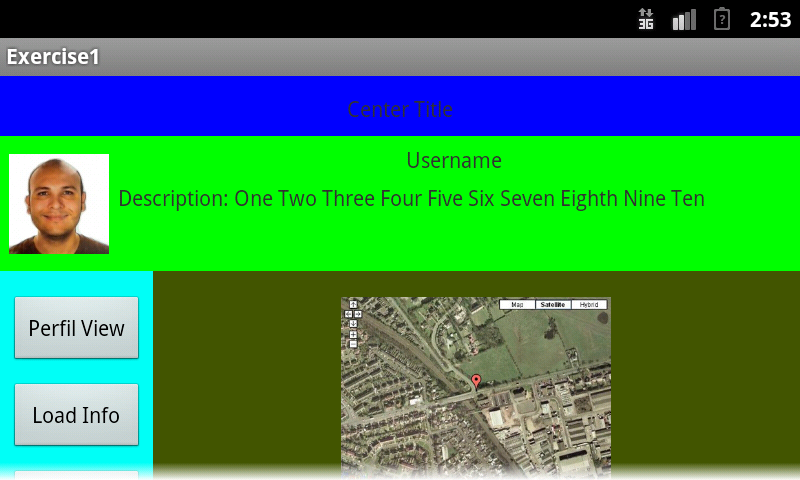 3G ? 2:53
Exercise1
Center Title
Username
Description: One Two Three Four Five Six Seven Eighth Nine Ten
Perfil View
Load Info
Map Satellite Hybrid